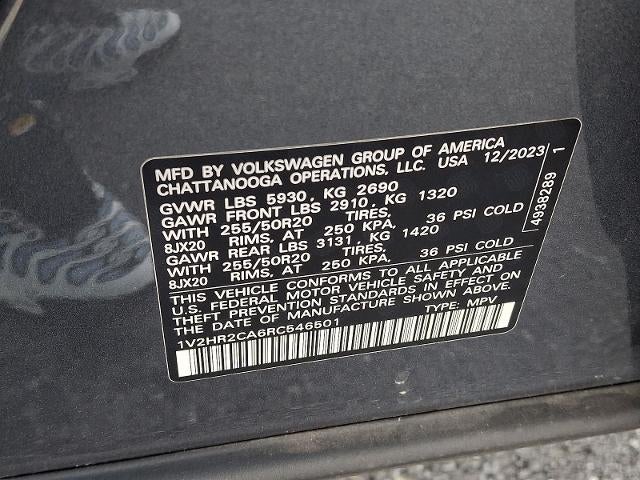 MFD BY VOLKSWAGEN GROUP OF AMERICA
CHATTANOOGA OPERATIONS, LLC. USA 12/2023
GVWR LBS 5930, KG 2690
GAWR FRONT LBS 2910, KG 1320
WITH 255/50R20 TIRES,
8JX20 RIMS, AT 250 KPA, 36 PSI COLD
GAWR REAR LBS 3131, KG 1420
WITH 255/50R20 TIRES,
8JX20 RIMS, AT 250 KPA, 36 PSI COLD
THIS VEHICLE CONFORMS TO ALL APPLICABLE
U.S. FEDERAL MOTOR VEHICLE SAFETY AND
THEFT PREVENTION STANDARDS IN EFFECT ON
THE DATE OF MANUFACTURE SHOWN ABOVE.
1V2HR2CA6RC546501 TYPE: MPV
4938289 1